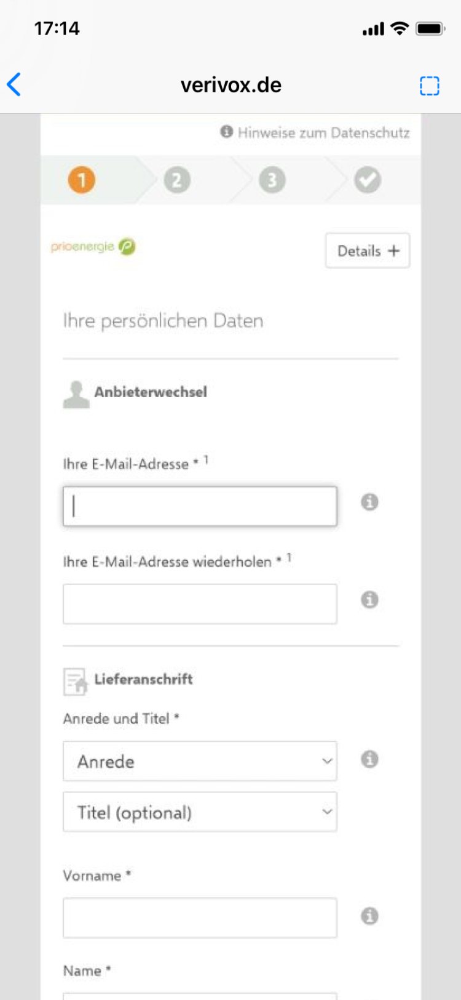 17:14
verivox.de
Hinweise zum Datenschutz
1 2 3
prioenergie
Details +
Ihre persönlichen Daten
Anbieterwechsel
Ihre E-Mail-Adresse * 1
Ihre E-Mail-Adresse wiederholen * 1
Lieferanschrift
Anrede und Titel *
Anrede
Titel (optional)
Vorname *
Name *